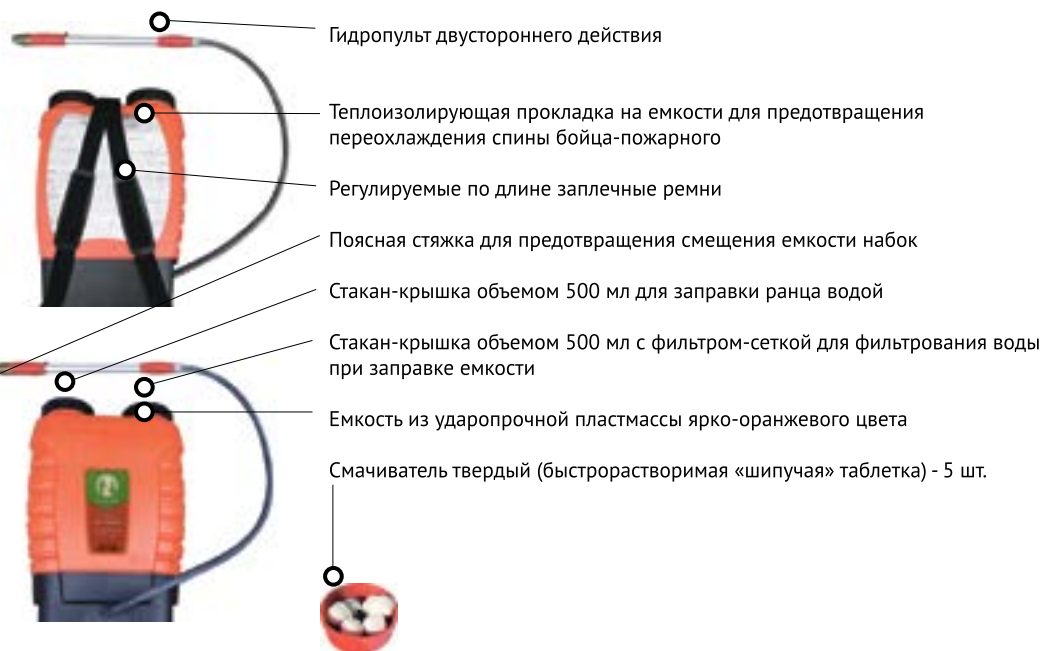 Гидропульт двустороннего действия
Теплоизолирующая прокладка на емкости для предотвращения
переохлаждения спины бойца-пожарного
Регулируемые по длине заплечные ремни
Поясная стяжка для предотвращения смещения емкости набок
Стакан-крышка объемом 500 мл для заправки ранца водой
Стакан-крышка объемом 500 мл с фильтром-сеткой для фильтрования воды
при заправке емкости
Емкость из ударопрочной пластмассы ярко-оранжевого цвета
Смачиватель твердый (быстрорастворимая «шипучая» таблетка) - 5 шт.